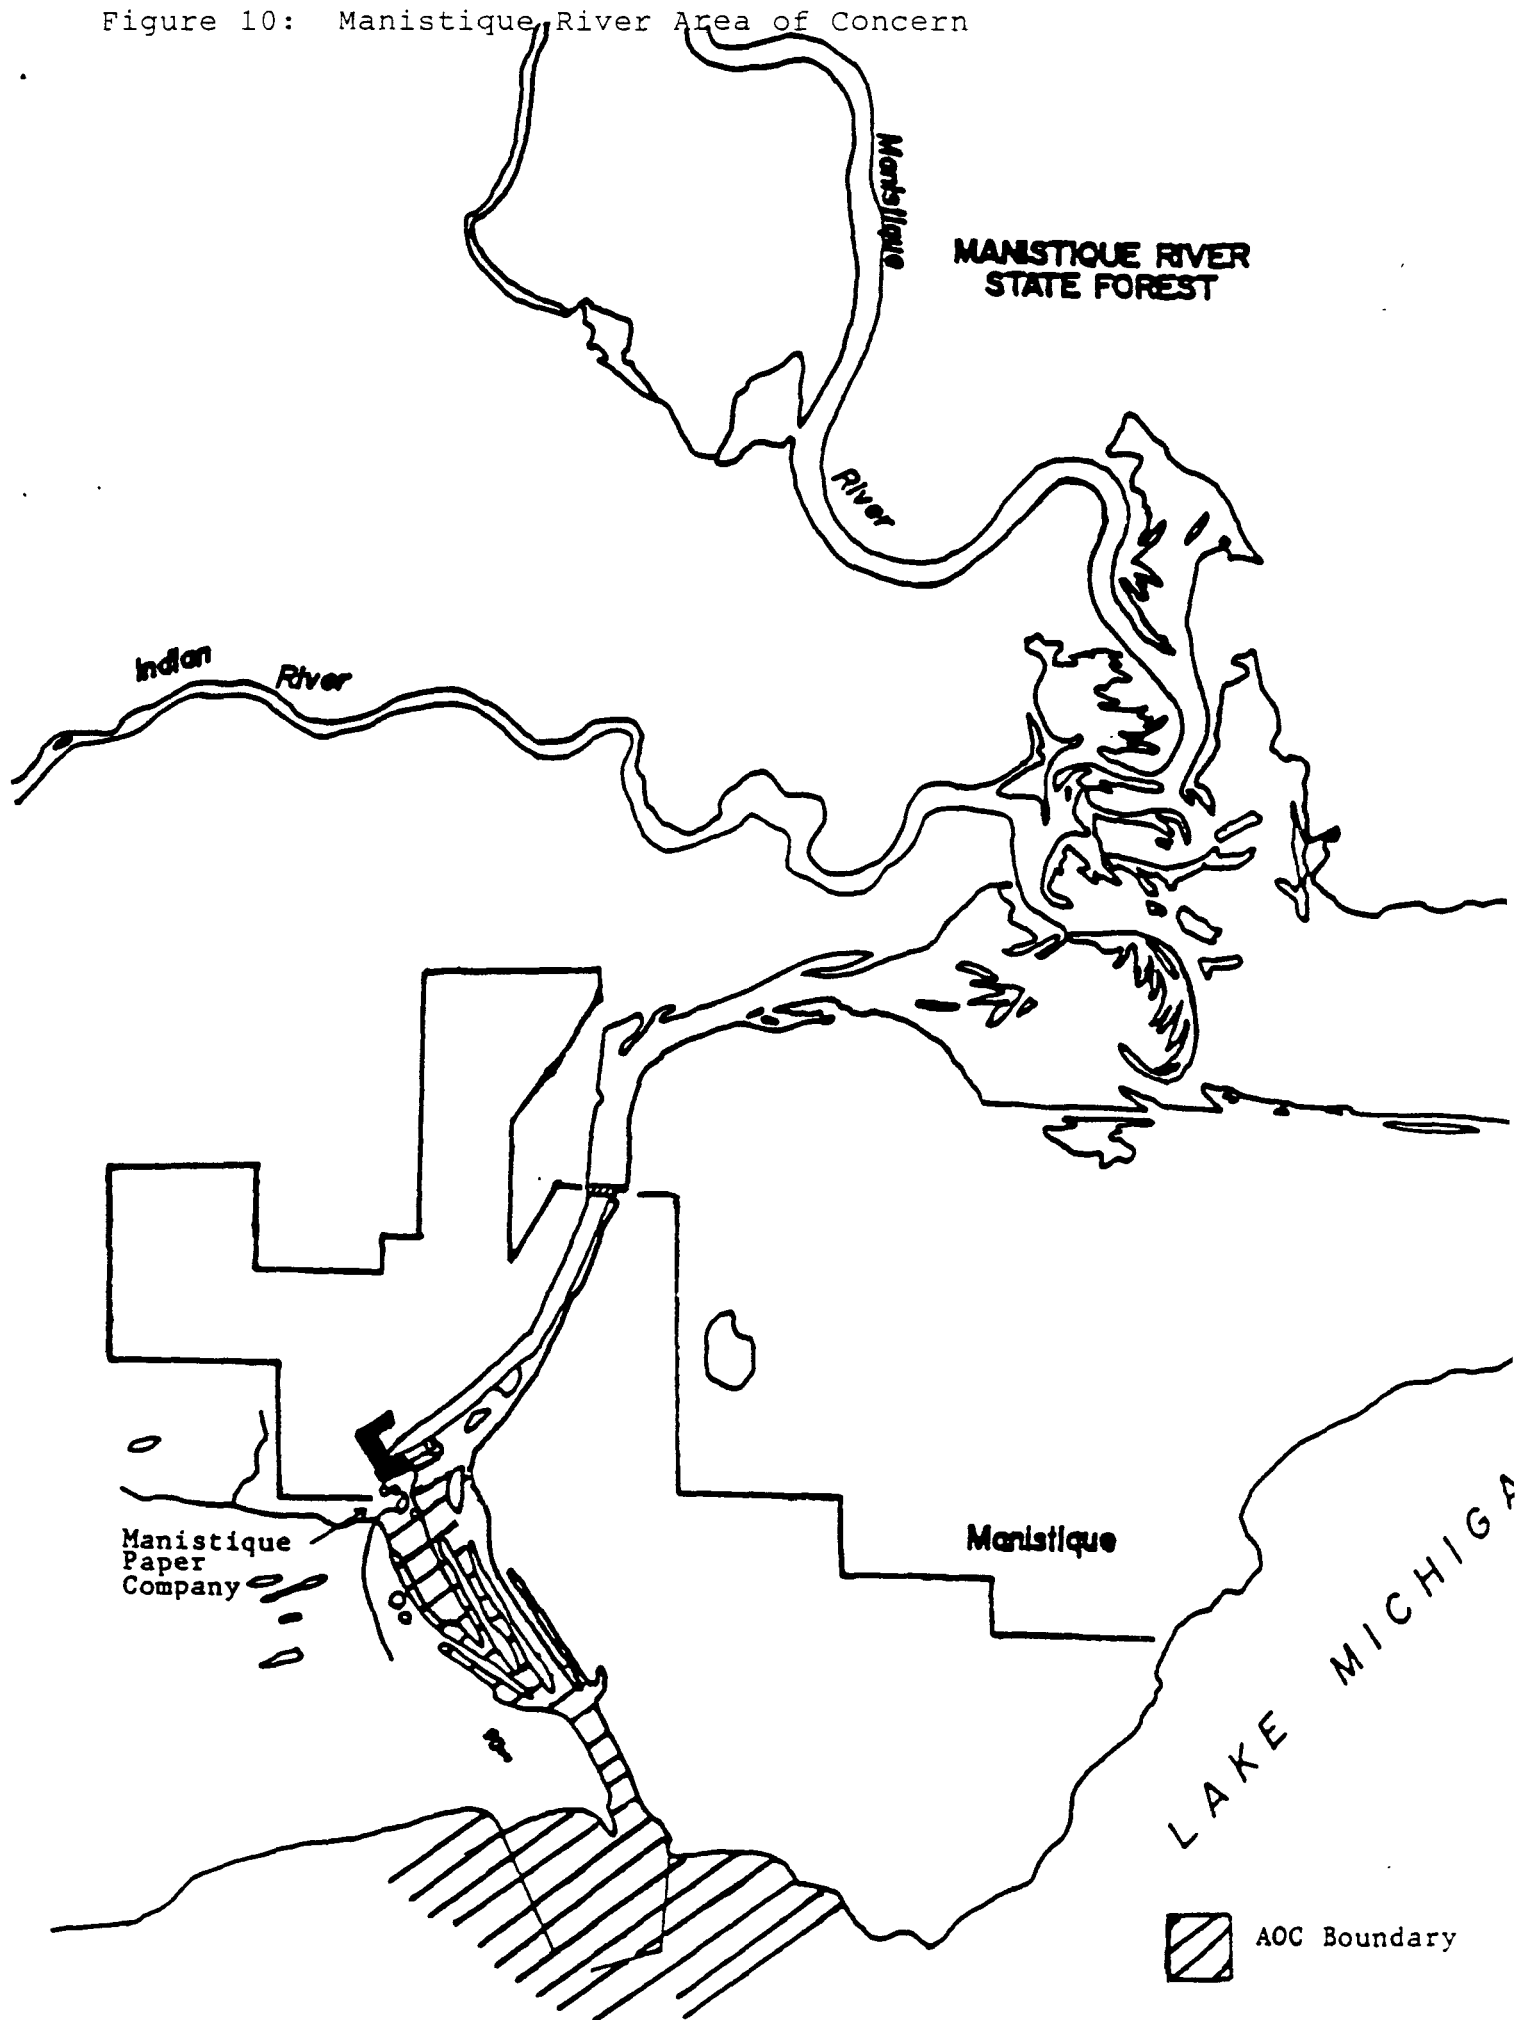 Figure 10: Manistique River Area of Concern
Manistique
MANISTIQUE RIVER
STATE FOREST
River
Indian River
Manistique
Paper
Company
Manistique
LAKE MICHIGA
AOC Boundary